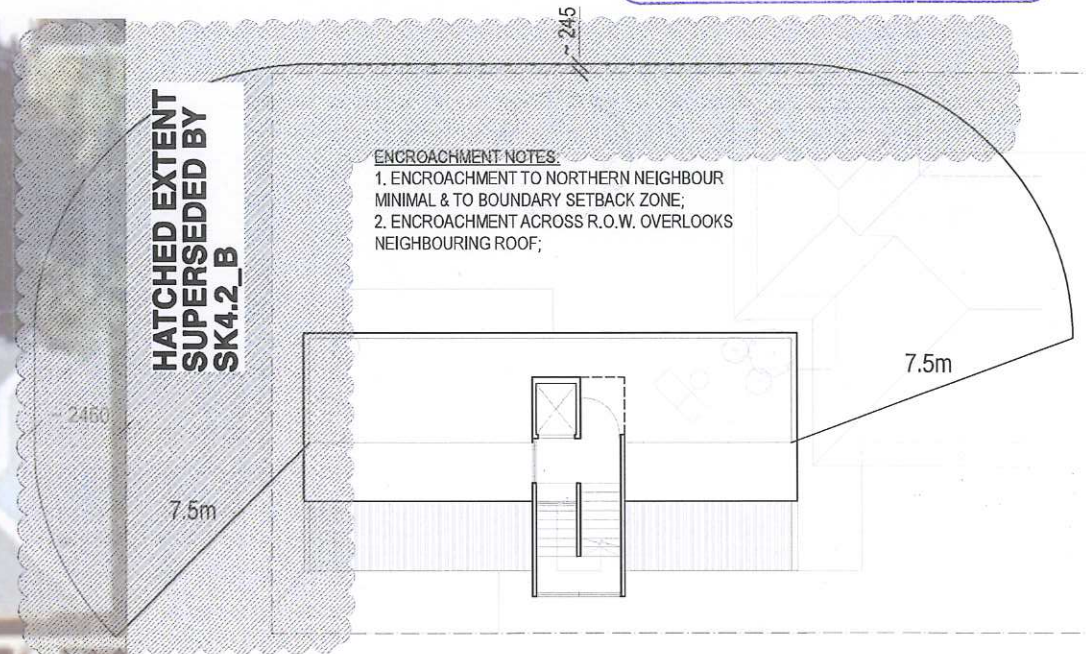 ~ 245
HATCHED EXTENT
SUPERSEDED BY
SK4.2_B
ENCROACHMENT NOTES:
1. ENCROACHMENT TO NORTHERN NEIGHBOUR
MINIMAL & TO BOUNDARY SETBACK ZONE;
2. ENCROACHMENT ACROSS R.O.W. OVERLOOKS
NEIGHBOURING ROOF;
7.5m
~ 2460
7.5m